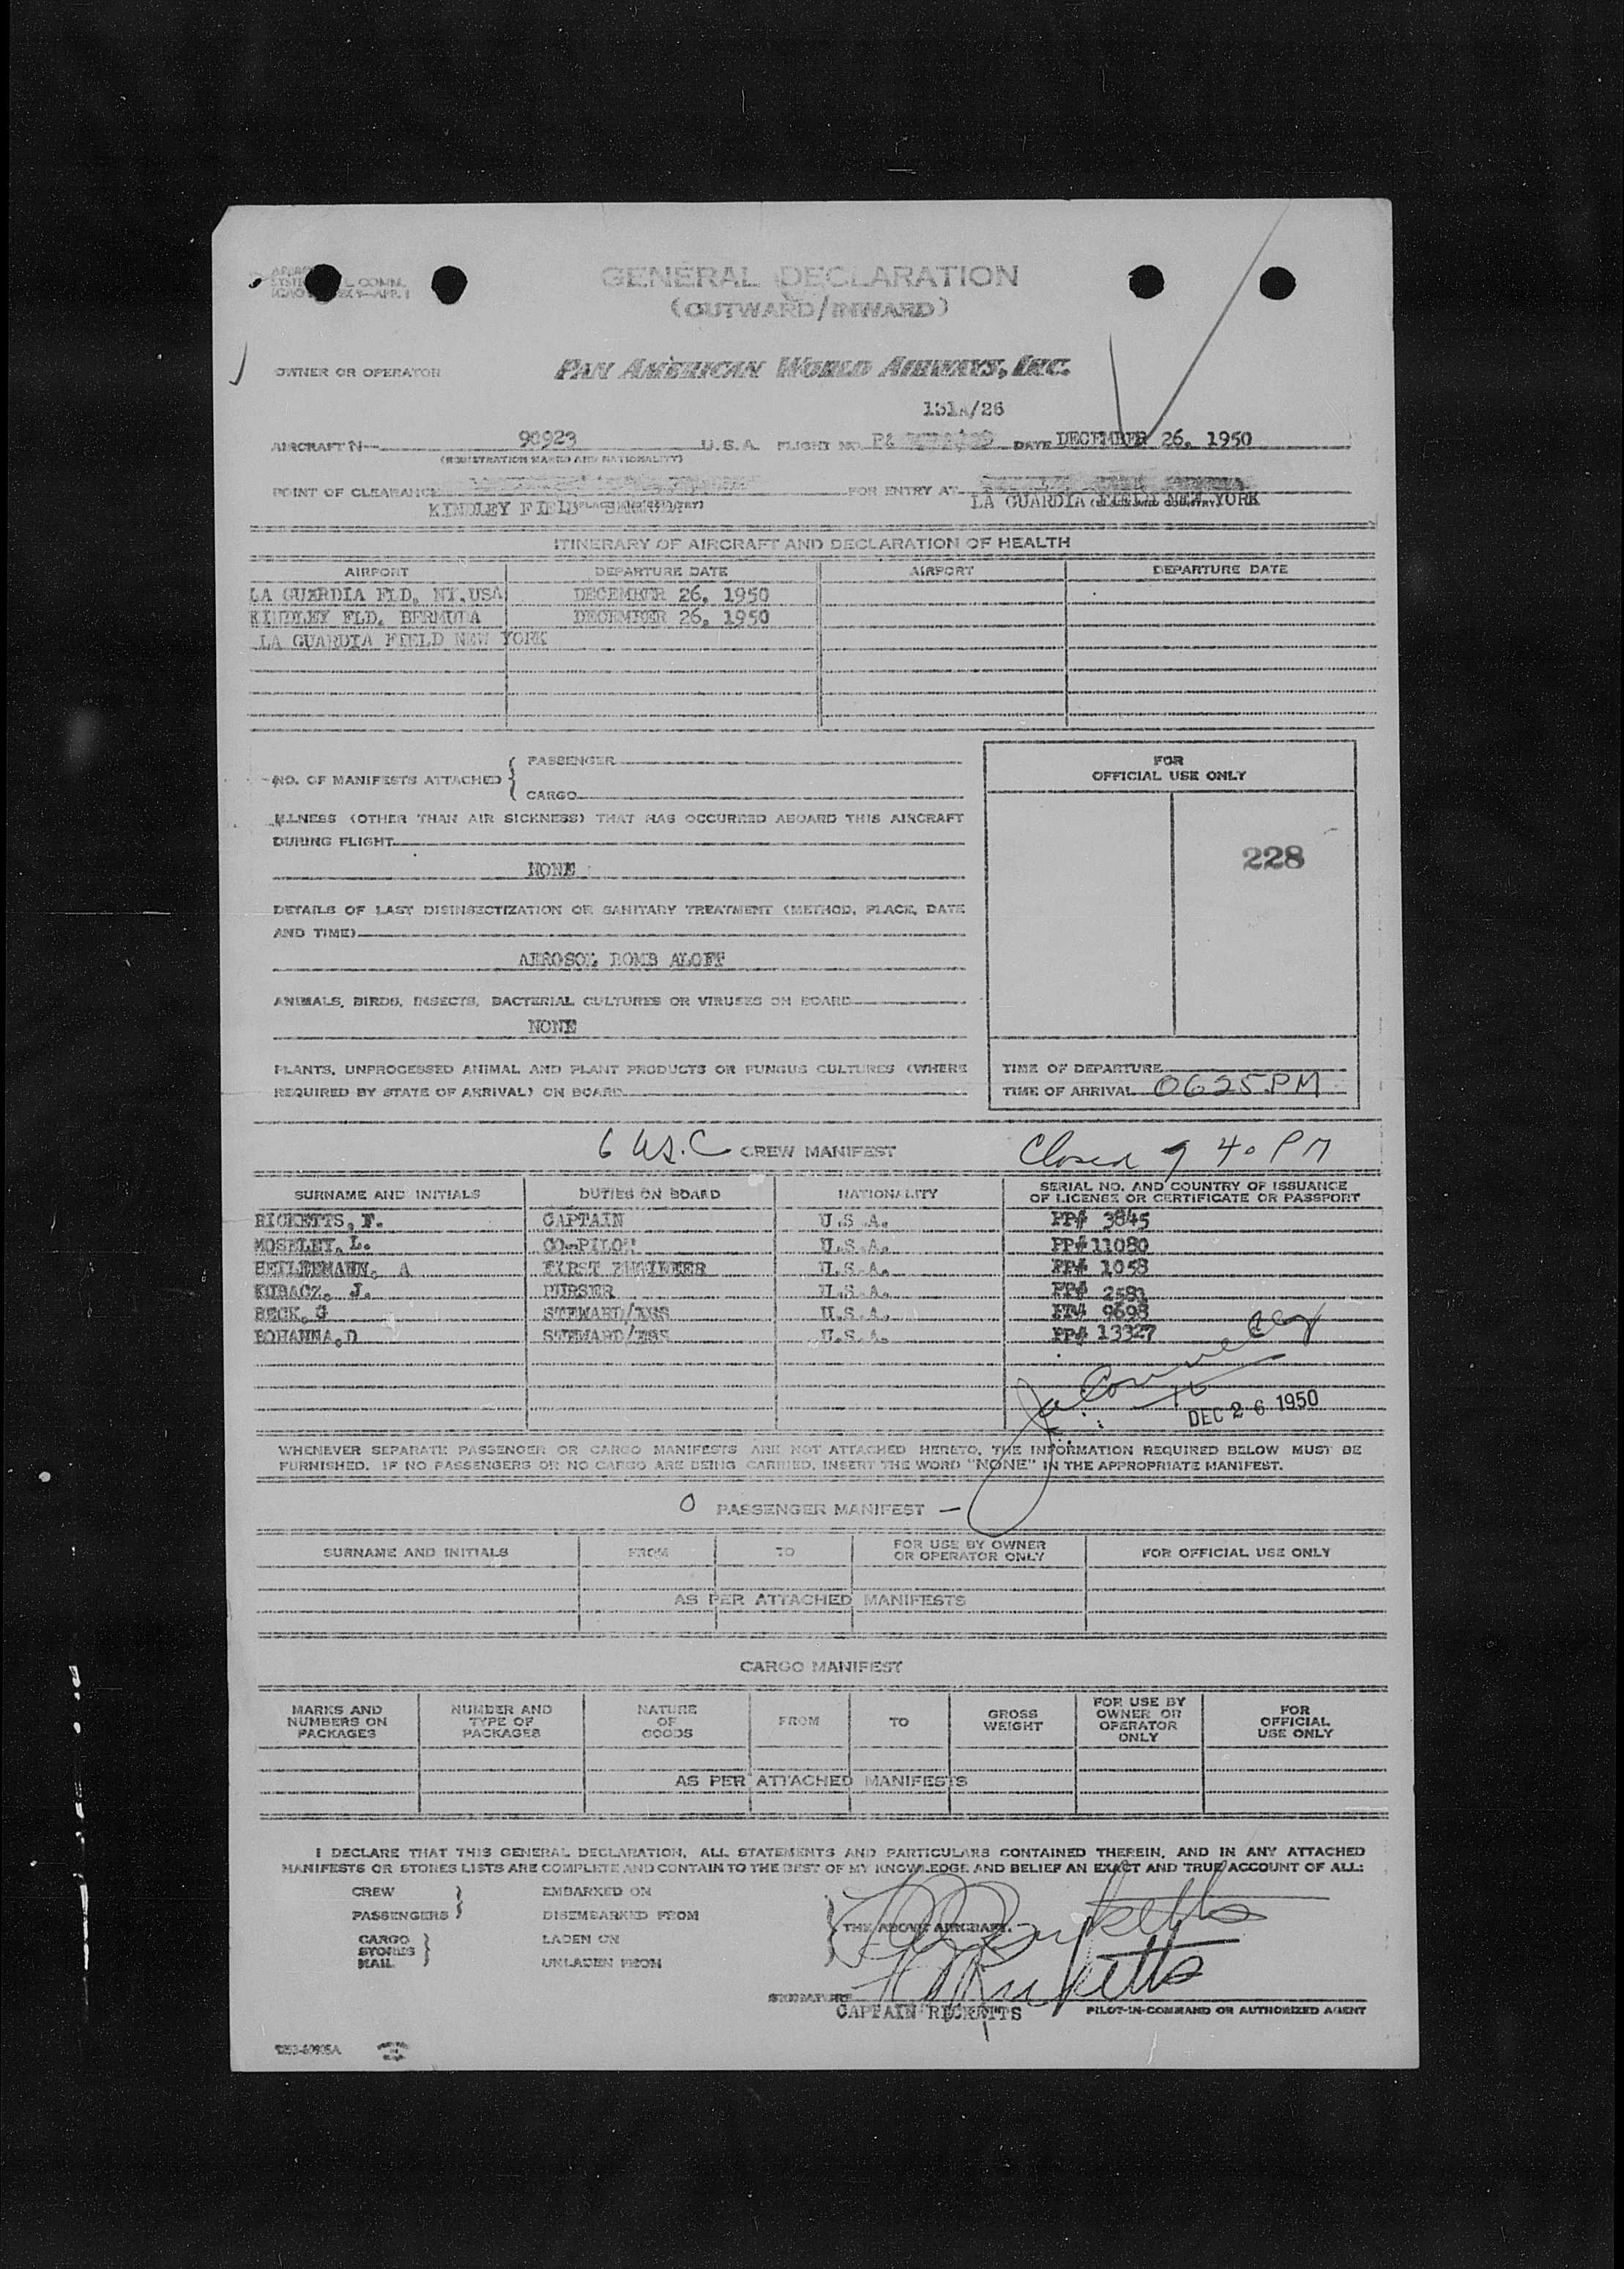 L COMM.
GENERAL DECLARATION
(OUTWARD/INWARD)
OWNER OR OPERATOR PAN AMERICAN WORLD AIRWAYS, INC.
AIRCRAFT N— 90923 U.S.A. FLIGHT NO. DATE DECEMBER 26, 1950
(REGISTRATION MARKS AND NATIONALITY)
POINT OF CLEARANCE FOR ENTRY AT
KINDLEY FIELD LA GUARDIA FIELD NEW YORK
ITINERARY OF AIRCRAFT AND DECLARATION OF HEALTH
AIRPORT DEPARTURE DATE AIRPORT DEPARTURE DATE
LA GUARDIA FLD, NY.USA DECEMBER 26, 1950
KINDLEY FLD. BERMUDA DECEMBER 26, 1950
LA GUARDIA FIELD NEW YORK
NO. OF MANIFESTS ATTACHED { PASSENGER
CARGO
FOR
OFFICIAL USE ONLY
ILLNESS (OTHER THAN AIR SICKNESS) THAT HAS OCCURRED ABOARD THIS AIRCRAFT
DURING FLIGHT
228
NONE
DETAILS OF LAST DISINSECTIZATION OR SANITARY TREATMENT (METHOD, PLACE, DATE
AND TIME)
AEROSOL BOMB ALOFT
ANIMALS, BIRDS, INSECTS, BACTERIAL CULTURES OR VIRUSES ON BOARD
NONE
PLANTS, UNPROCESSED ANIMAL AND PLANT PRODUCTS OR FUNGUS CULTURES (WHERE
REQUIRED BY STATE OF ARRIVAL) ON BOARD
TIME OF DEPARTURE
TIME OF ARRIVAL 0625PM
6 US.C CREW MANIFEST Closed 9 40 PM
SURNAME AND INITIALS DUTIES ON BOARD NATIONALITY SERIAL NO. AND COUNTRY OF ISSUANCE
OF LICENSE OR CERTIFICATE OR PASSPORT
RICKETTS, F. CAPTAIN U.S.A. PP# 3845
MOSELEY, L. CO-PILOT U.S.A. PP# 11080
A FIRST ENGINEER U.S.A. PP# 1058
KUBACZ, J. PURSER U.S.A. PP# 2583
BECK, G STEWARD/ESS U.S.A. PP# 9698
BOHANNA, D STEWARD/ESS U.S.A. PP# 13327
DEC 26 1950
WHENEVER SEPARATE PASSENGER OR CARGO MANIFESTS ARE NOT ATTACHED HERETO, THE INFORMATION REQUIRED BELOW MUST BE
FURNISHED. IF NO PASSENGERS OR NO CARGO ARE BEING CARRIED, INSERT THE WORD "NONE" IN THE APPROPRIATE MANIFEST.
0 PASSENGER MANIFEST —
SURNAME AND INITIALS FROM TO FOR USE BY OWNER
OR OPERATOR ONLY FOR OFFICIAL USE ONLY
AS PER ATTACHED MANIFESTS
CARGO MANIFEST
MARKS AND
NUMBERS ON
PACKAGES NUMBER AND
TYPE OF
PACKAGES NATURE
OF
GOODS FROM TO GROSS
WEIGHT FOR USE BY
OWNER OR
OPERATOR
ONLY FOR
OFFICIAL
USE ONLY
AS PER ATTACHED MANIFESTS
I DECLARE THAT THIS GENERAL DECLARATION, ALL STATEMENTS AND PARTICULARS CONTAINED THEREIN, AND IN ANY ATTACHED
MANIFESTS OR STORES LISTS ARE COMPLETE AND CONTAIN TO THE BEST OF MY KNOWLEDGE AND BELIEF AN EXACT AND TRUE ACCOUNT OF ALL:
CREW EMBARKED ON
PASSENGERS DISEMBARKED FROM THE ABOVE AIRCRAFT.
CARGO LADEN ON
STORES
MAIL UNLADEN FROM
F D Ricketts
F D Ricketts
SIGNATURE
CAPTAIN RICKETTS PILOT-IN-COMMAND OR AUTHORIZED AGENT